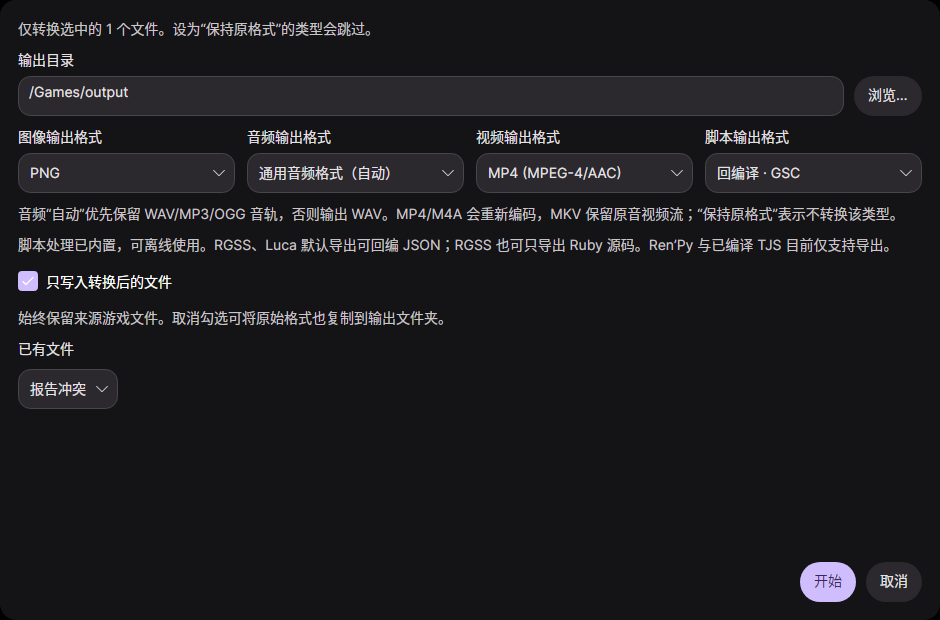 仅转换选中的 1 个文件。设为“保持原格式”的类型会跳过。
输出目录
/Games/output
浏览...
图像输出格式
音频输出格式
视频输出格式
脚本输出格式
PNG
通用音频格式（自动）
MP4 (MPEG-4/AAC)
回编译 · GSC
音频“自动”优先保留 WAV/MP3/OGG 音轨，否则输出 WAV。MP4/M4A 会重新编码，MKV 保留原音视频流；“保持原格式”表示不转换该类型。
脚本处理已内置，可离线使用。RGSS、Luca 默认导出可回编 JSON；RGSS 也可只导出 Ruby 源码。Ren’Py 与已编译 TJS 目前仅支持导出。
只写入转换后的文件
始终保留来源游戏文件。取消勾选可将原始格式也复制到输出文件夹。
已有文件
报告冲突
开始
取消